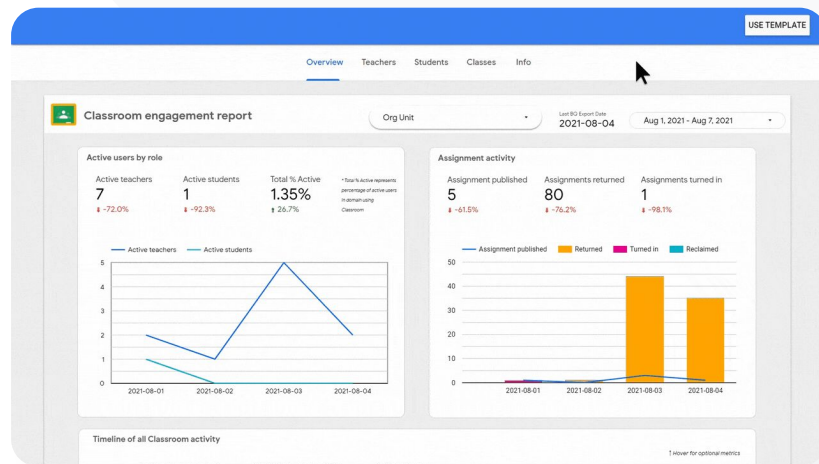 USE TEMPLATE
Overview Teachers Students Classes Info
Classroom engagement report
Org Unit
Last BG Export Date
2021-08-04
Aug 1, 2021 - Aug 7, 2021
Active users by role
Active teachers
7
-72.0%
Active students
1
-92.3%
Total % Active
1.35%
26.7%
* Total % Active represents
percentage of active users
in domain using
Classroom
Active teachers Active students
5
4
3
2
1
0
2021-08-01 2021-08-02 2021-08-03 2021-08-04
Assignment activity
Assignment published
5
-61.5%
Assignments returned
80
-76.2%
Assignments turned in
1
-98.1%
Assignment published Returned Turned in Reclaimed
50
40
30
20
10
0
2021-08-01 2021-08-02 2021-08-03 2021-08-04
Timeline of all Classroom activity
↑ Hover for optional metrics